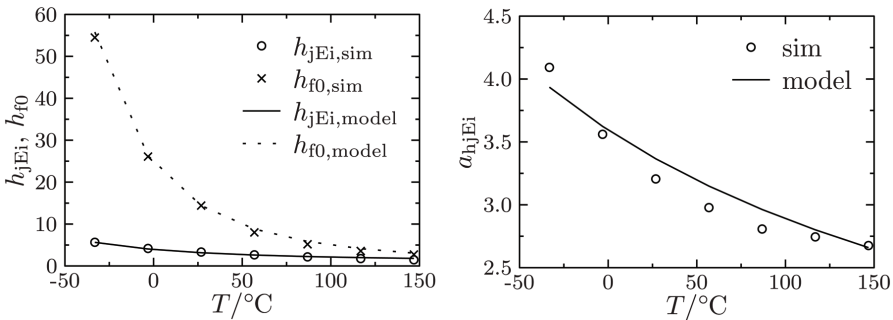 60
50
40
30
20
10
0
-50 0 50 100 150
T/°C
h_jEi, h_f0
h_jEi,sim
h_f0,sim
h_jEi,model
h_f0,model
4.5
4.0
3.5
3.0
2.5
-50 0 50 100 150
T/°C
a_hjEi
sim
model